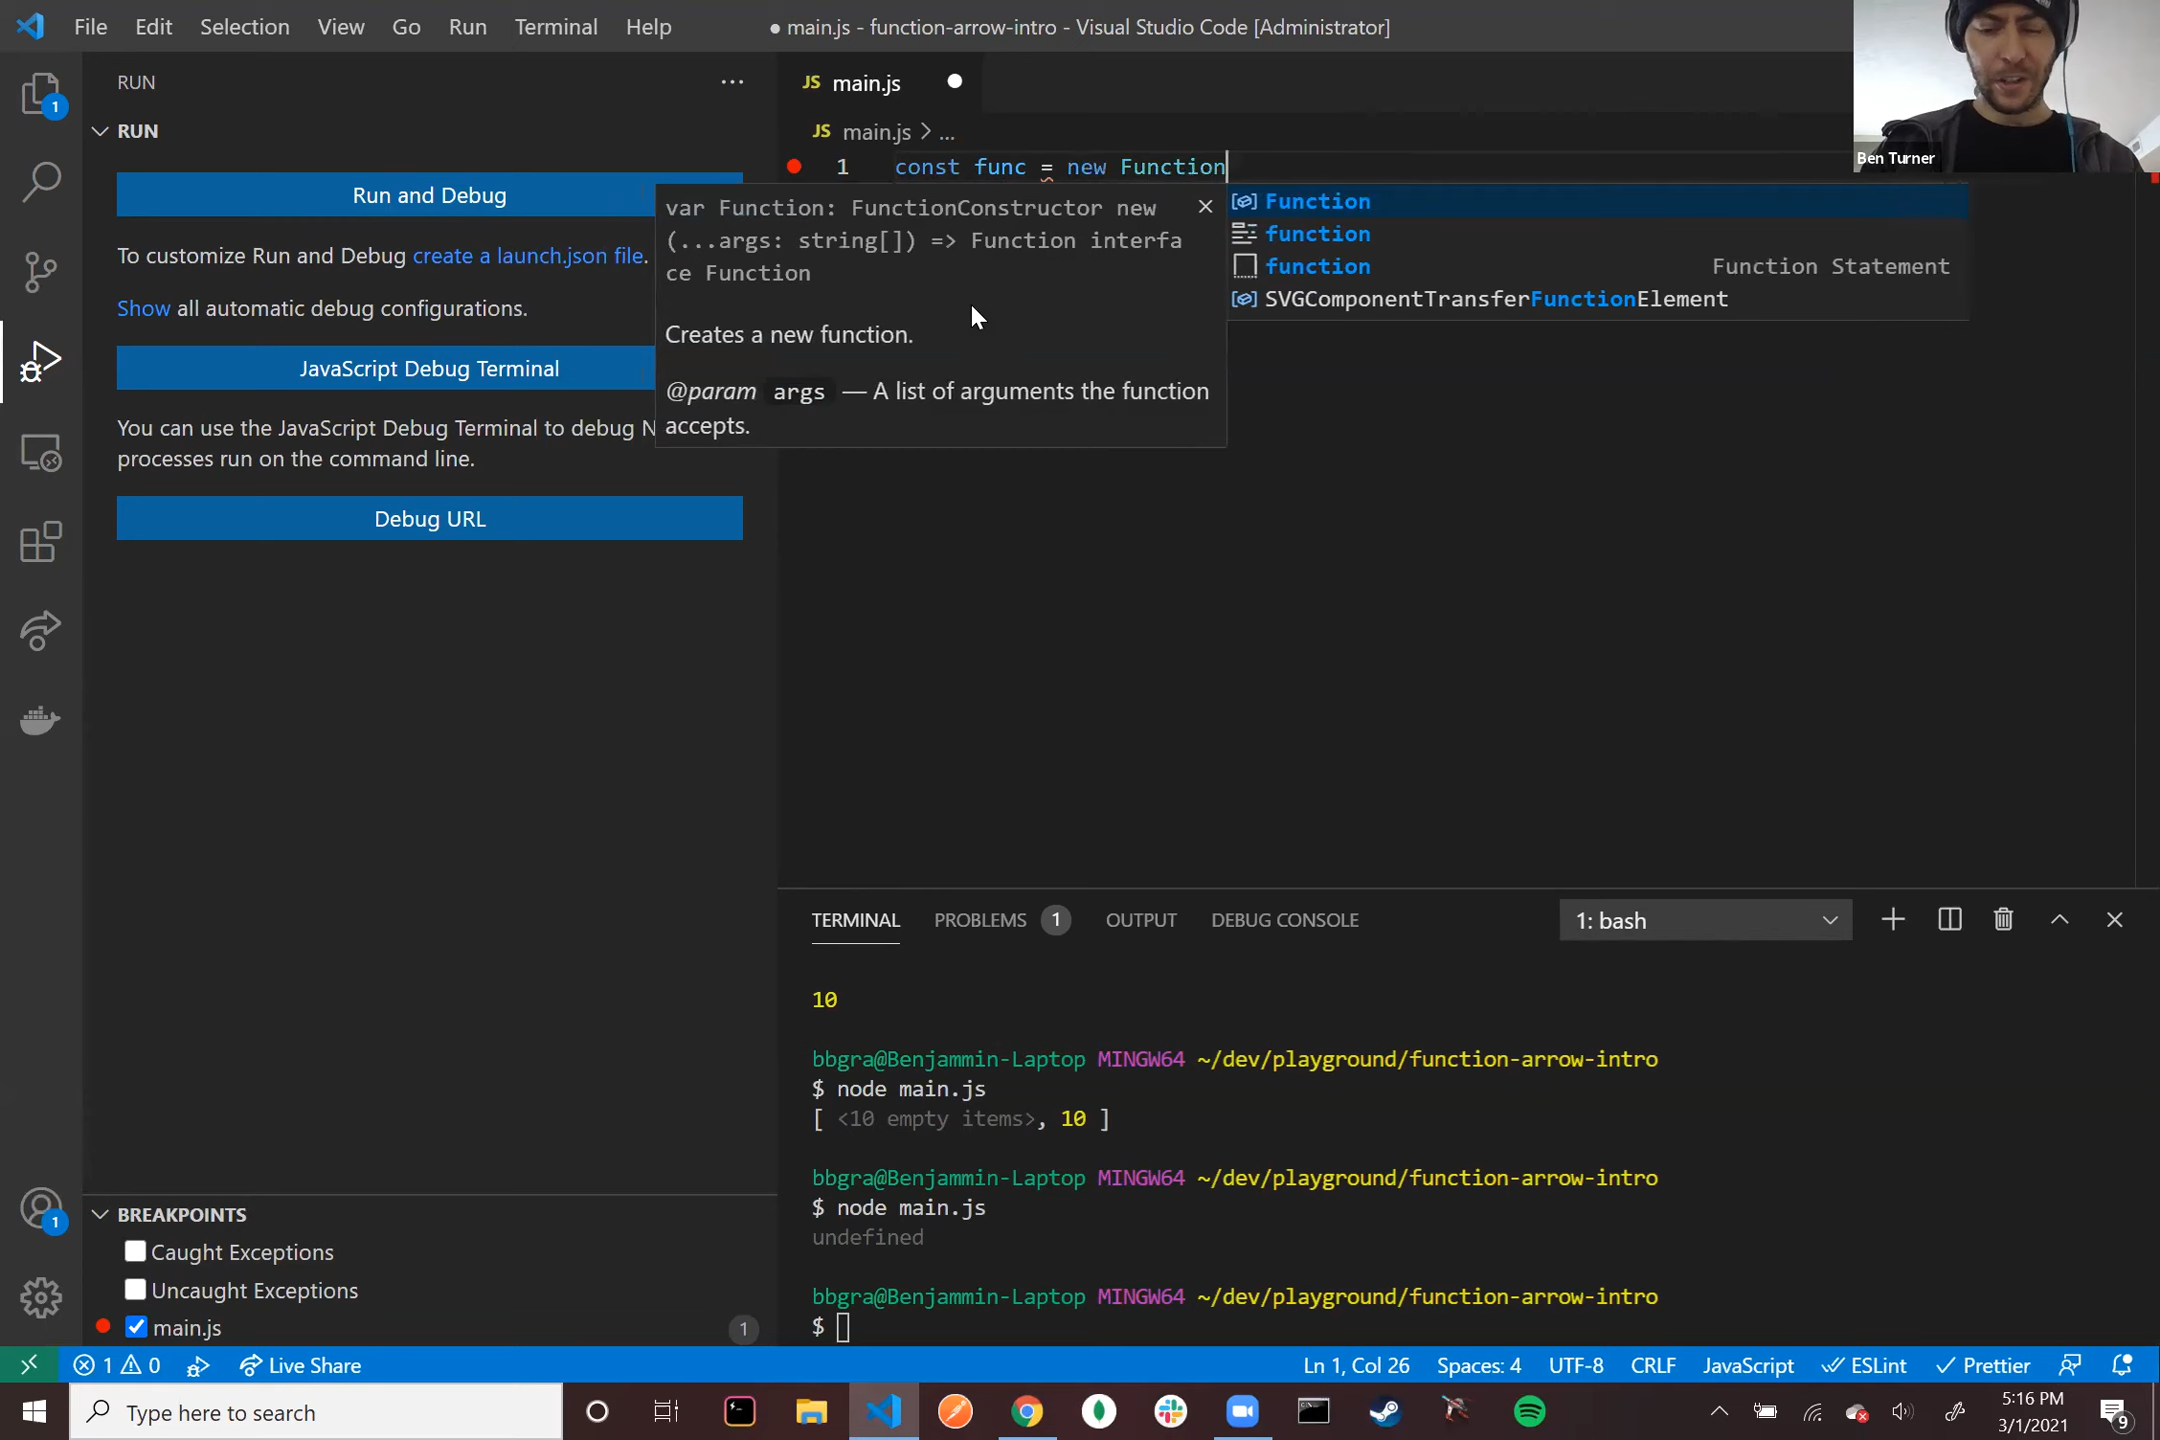 File Edit Selection View Go Run Terminal Help
● main.js - function-arrow-intro - Visual Studio Code [Administrator]
Ben Turner
RUN
...
RUN
Run and Debug
To customize Run and Debug create a launch.json file.
Show all automatic debug configurations.
JavaScript Debug Terminal
You can use the JavaScript Debug Terminal to debug N
processes run on the command line.
Debug URL
JS main.js
JS main.js > ...
1 const func = new Function
var Function: FunctionConstructor new
(...args: string[]) => Function interfa
ce Function
Creates a new function.
@param args — A list of arguments the function
accepts.
Function
function
function Function Statement
SVGComponentTransferFunctionElement
TERMINAL PROBLEMS 1 OUTPUT DEBUG CONSOLE 1: bash
10
bbgra@Benjammin-Laptop MINGW64 ~/dev/playground/function-arrow-intro
$ node main.js
[ <10 empty items>, 10 ]
bbgra@Benjammin-Laptop MINGW64 ~/dev/playground/function-arrow-intro
$ node main.js
undefined
bbgra@Benjammin-Laptop MINGW64 ~/dev/playground/function-arrow-intro
$
1
1
BREAKPOINTS
Caught Exceptions
Uncaught Exceptions
main.js 1
1 0 Live Share Ln 1, Col 26 Spaces: 4 UTF-8 CRLF JavaScript ESLint Prettier
Type here to search
5:16 PM
3/1/2021
9